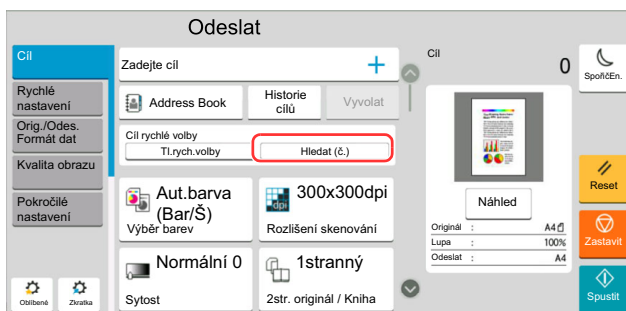 Odeslat
Cíl
Rychlé
nastavení
Orig./Odes.
Formát dat
Kvalita obrazu
Pokročilé
nastavení
Oblíbené
Zkratka
Zadejte cíl
Address Book
Historie
cílů
Vyvolat
Cíl rychlé volby
Tl.rych.volby
Hledat (č.)
Aut.barva
(Bar/Š)
Výběr barev
300x300dpi
dpi
Rozlišení skenování
Normální 0
Sytost
1stranný
2str. originál / Kniha
Cíl
0
Náhled
Originál : A4
Lupa : 100%
Odeslat : A4
SpořičEn.
Reset
Zastavit
Spustit